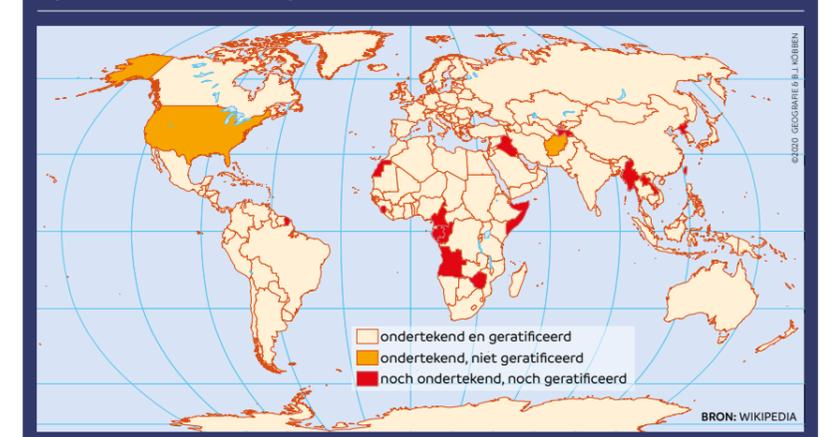 ©2020 GEOGRAFIE & B.J. KÖBBEN
ondertekend en geratificeerd
ondertekend, niet geratificeerd
noch ondertekend, noch geratificeerd
BRON: WIKIPEDIA